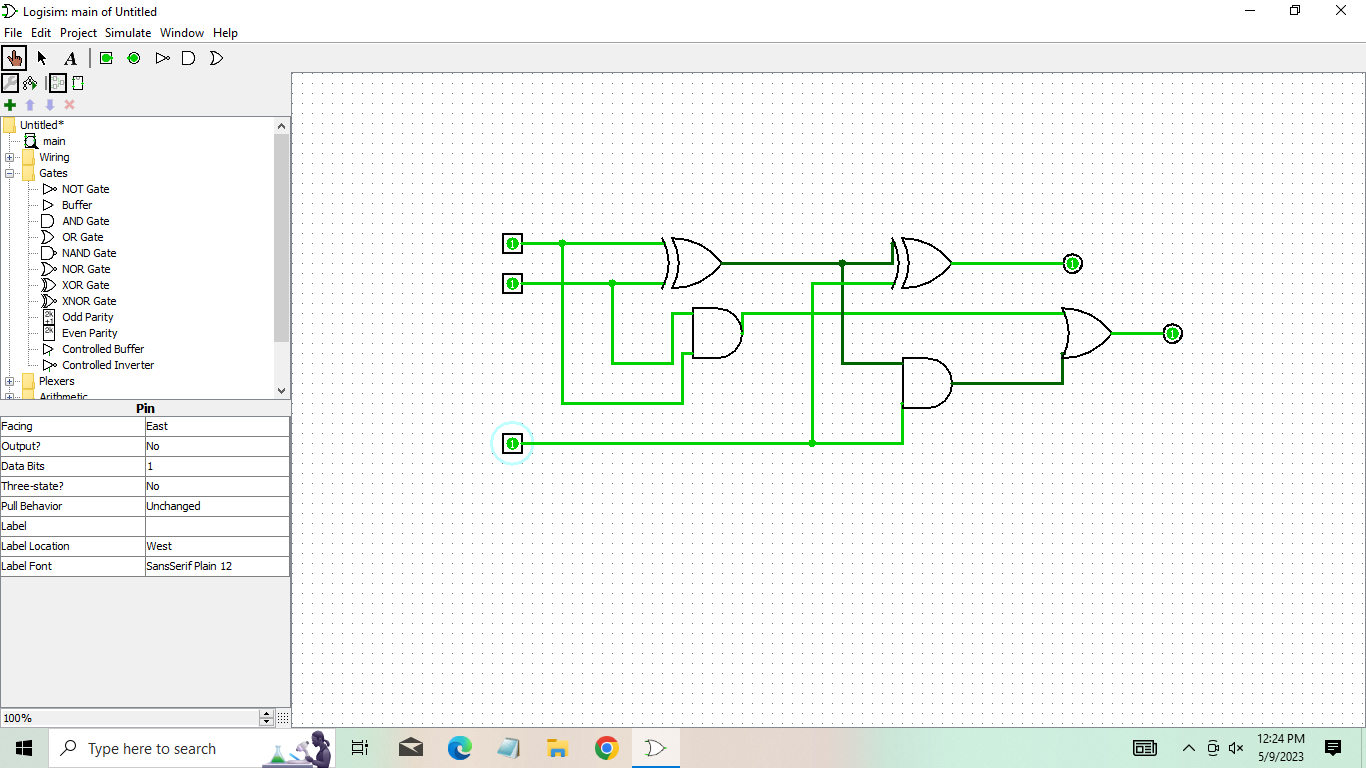 Logisim: main of Untitled
File Edit Project Simulate Window Help
A
Untitled*
main
Wiring
Gates
NOT Gate
Buffer
AND Gate
OR Gate
NAND Gate
NOR Gate
XOR Gate
XNOR Gate
Odd Parity
Even Parity
Controlled Buffer
Controlled Inverter
Plexers
Arithmetic
Pin
Facing East
Output? No
Data Bits 1
Three-state? No
Pull Behavior Unchanged
Label
Label Location West
Label Font SansSerif Plain 12
100%
1
1
1
1
1
Type here to search
12:24 PM
5/9/2023